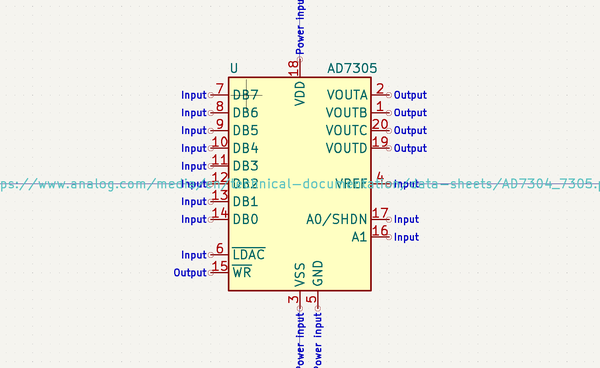 Power input
U AD7305
18
VDD
Input 7 DB7 VOUTA 2 Output
Input 8 DB6 VOUTB 1 Output
Input 9 DB5 VOUTC 20 Output
Input 10 DB4 VOUTD 19 Output
Input 11 DB3
Input 12 DB2 VREF 4 Input
ps://www.analog.com/media/en/technical-documentation/data-sheets/AD7304_7305.p
Input 13 DB1
Input 14 DB0 A0/SHDN 17 Input
A1 16 Input
Input 6 LDAC
Output 15 WR
VSS GND
3 5
Power input Power input